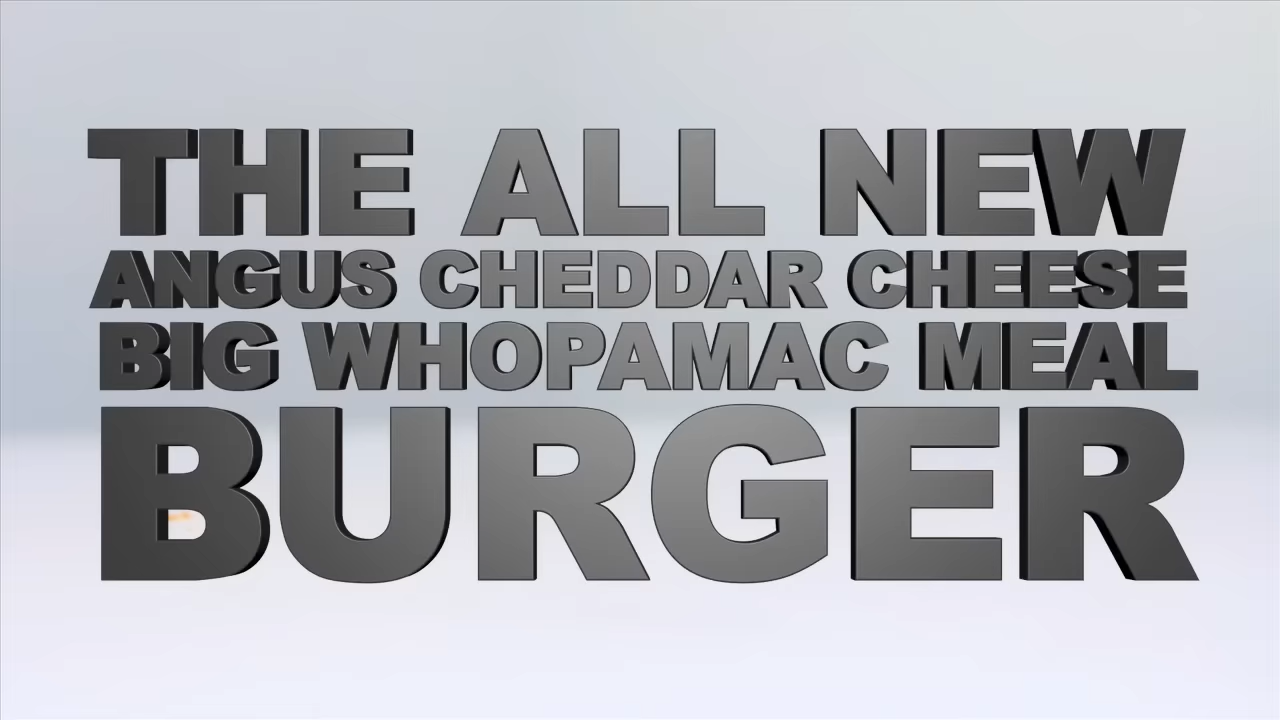 THE ALL NEW
ANGUS CHEDDAR CHEESE
BIG WHOPAMAC MEAL
BURGER